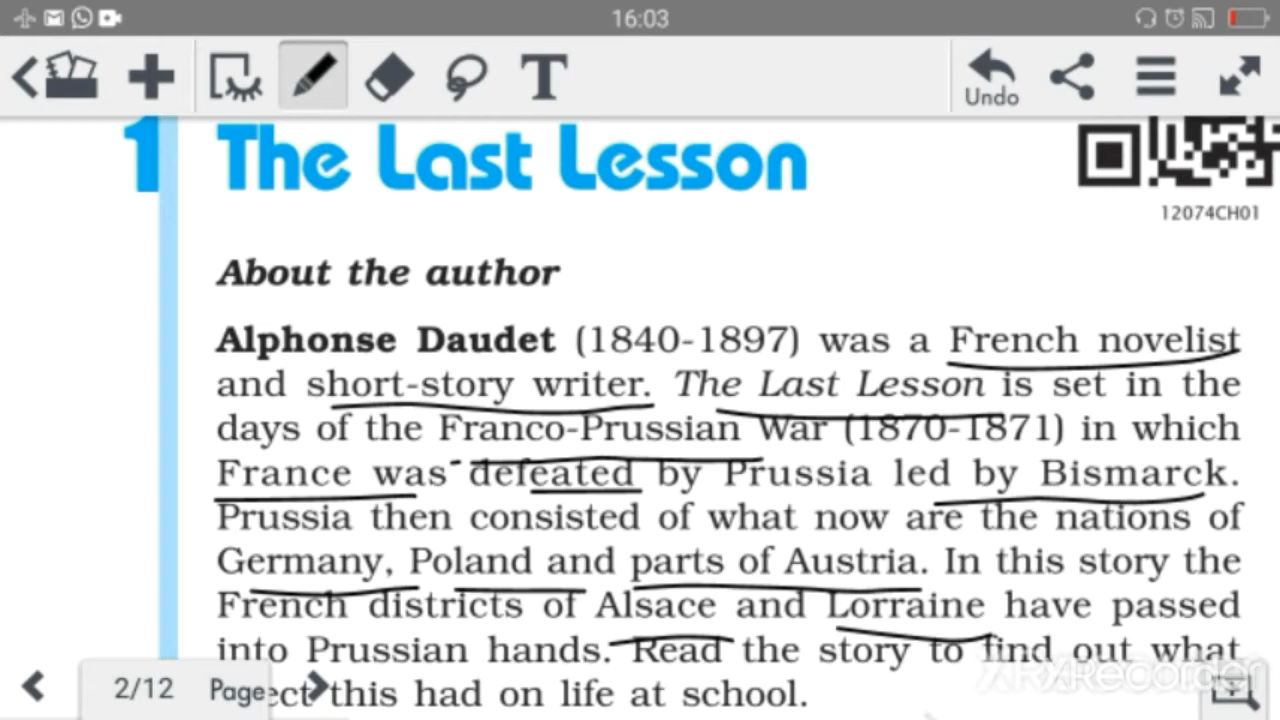 16:03
T
Undo
1 The Last Lesson
12074CH01
About the author
Alphonse Daudet (1840-1897) was a French novelist
and short-story writer. The Last Lesson is set in the
days of the Franco-Prussian War (1870-1871) in which
France was defeated by Prussia led by Bismarck.
Prussia then consisted of what now are the nations of
Germany, Poland and parts of Austria. In this story the
French districts of Alsace and Lorraine have passed
into Prussian hands. Read the story to find out what
ect this had on life at school.
2/12 Page
XRecorder